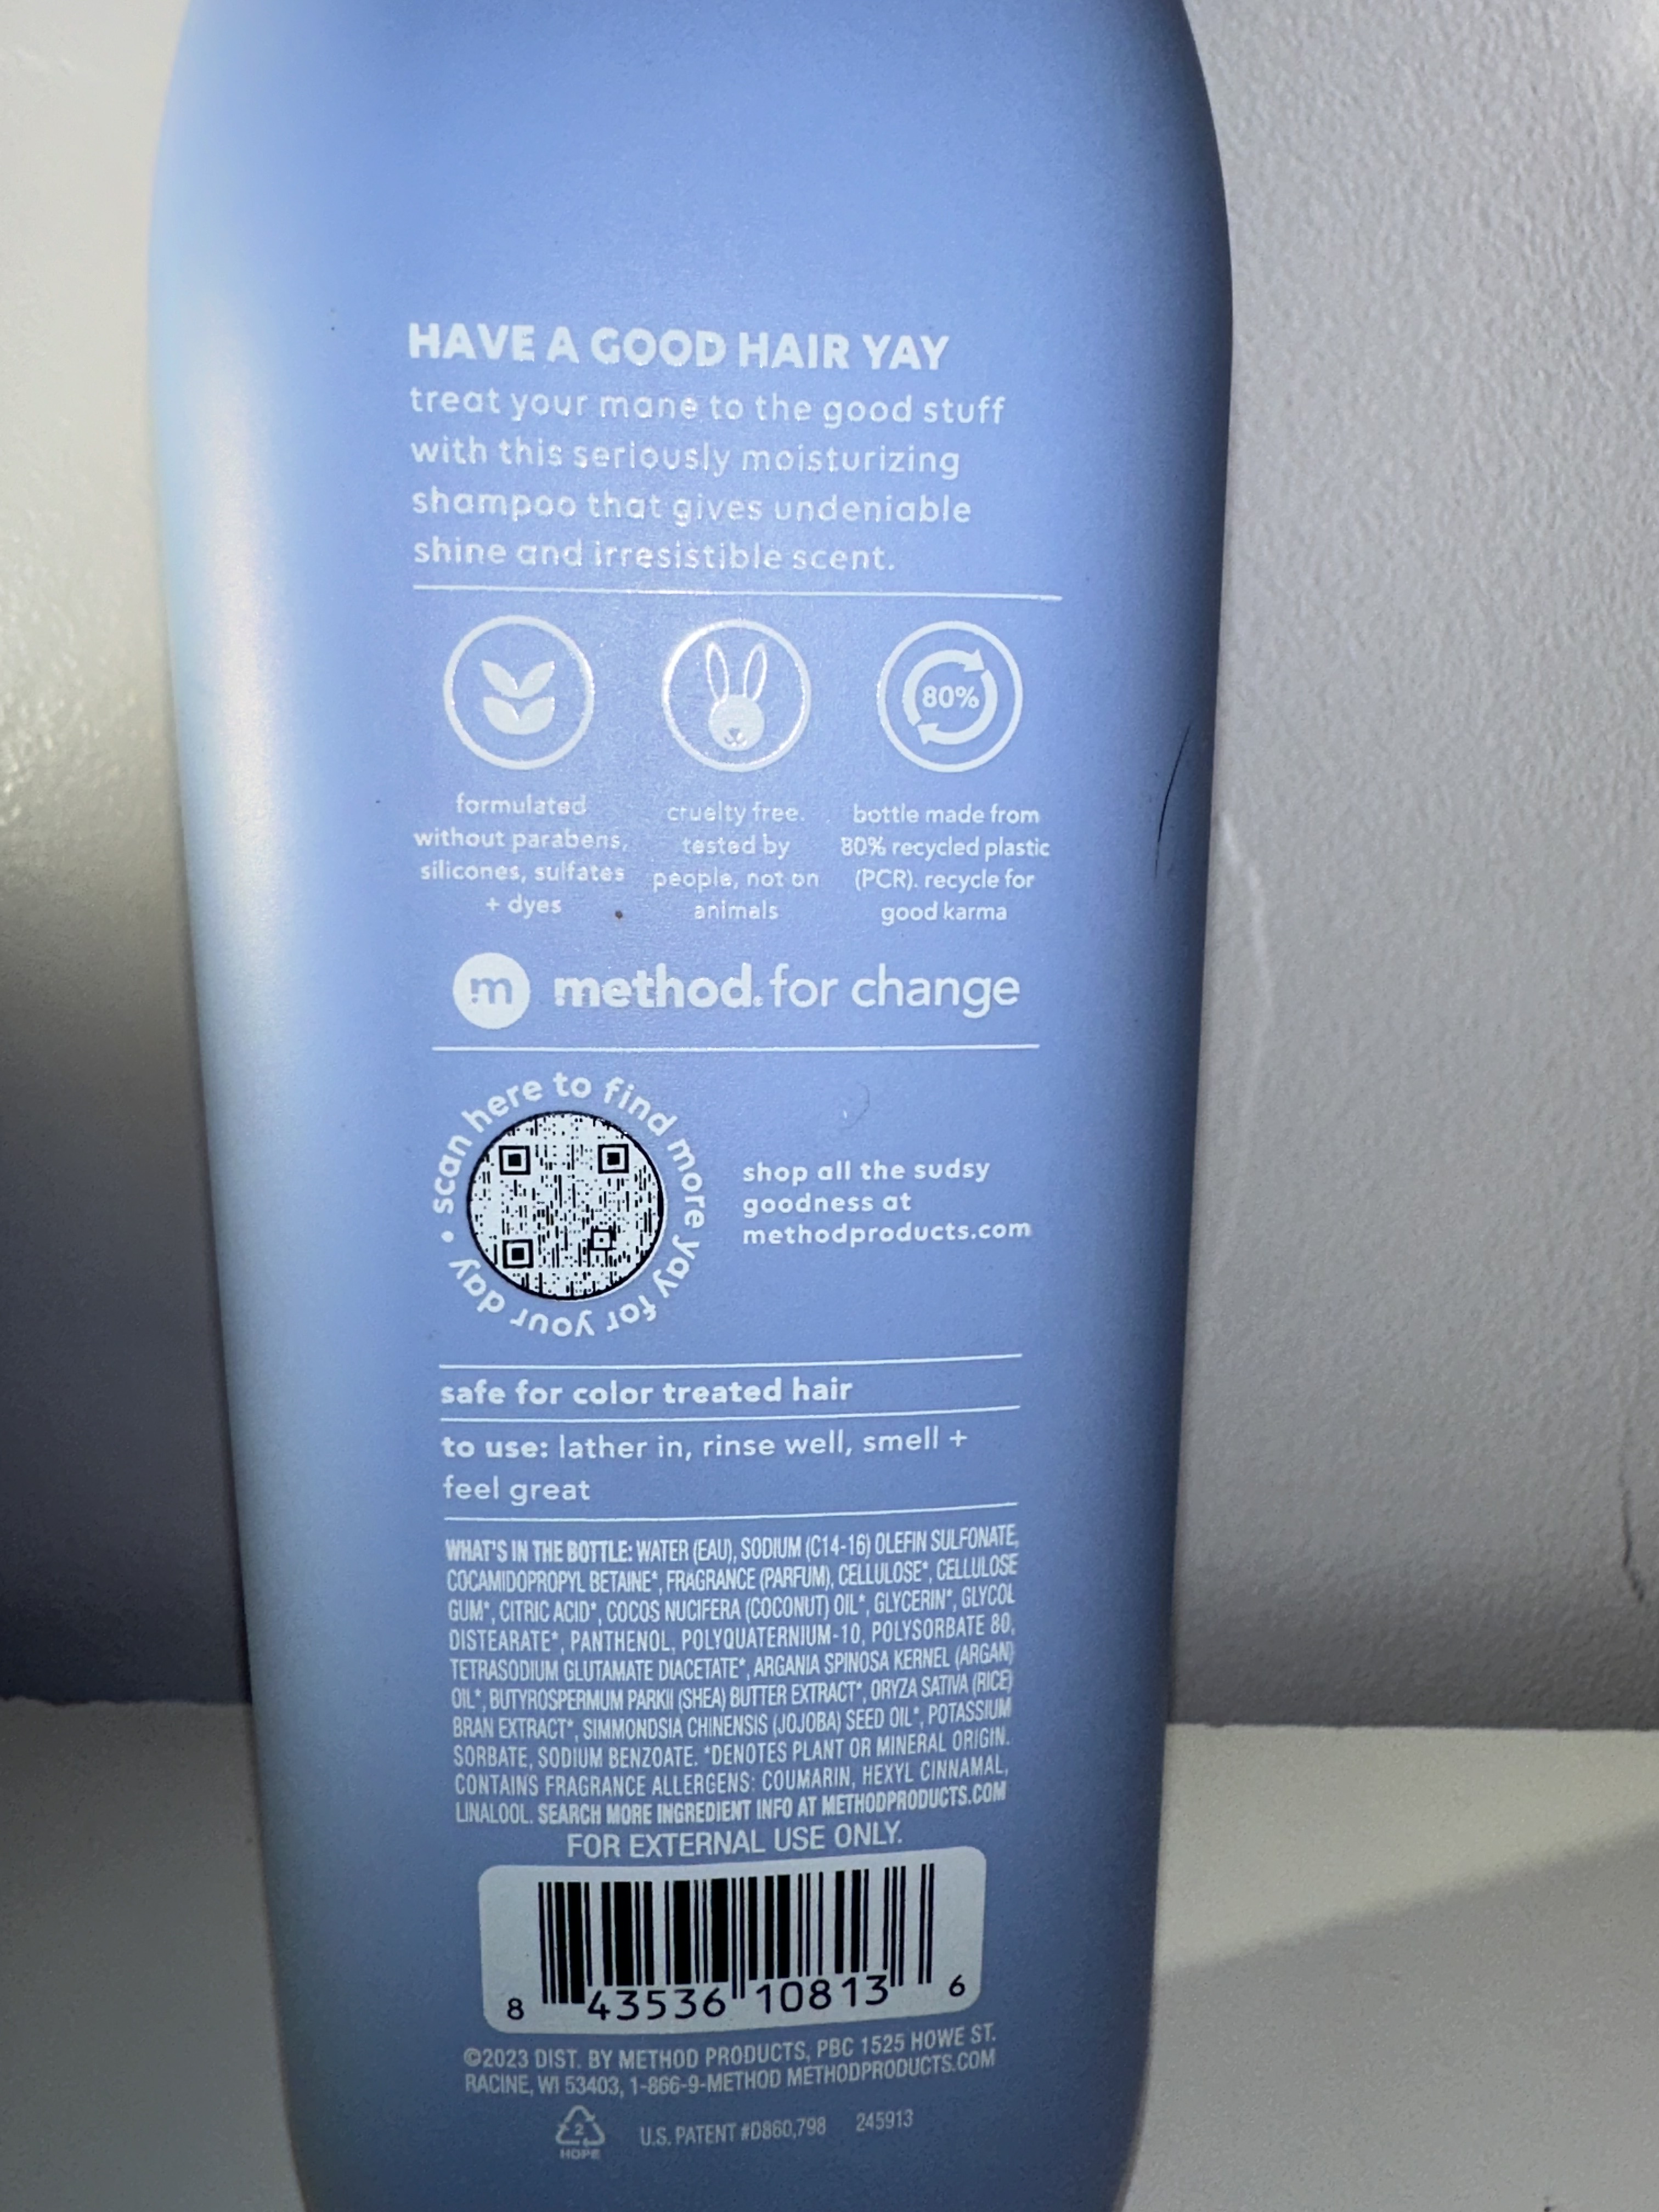 HAVE A GOOD HAIR YAY
treat your mane to the good stuff
with this seriously moisturizing
shampoo that gives undeniable
shine and irresistible scent.
80%
formulated
without parabens,
silicones, sulfates
+ dyes
cruelty free.
tested by
people, not on
animals
bottle made from
80% recycled plastic
(PCR). recycle for
good karma
m method. for change
scan here to find more yay for your day •
shop all the sudsy
goodness at
methodproducts.com
safe for color treated hair
to use: lather in, rinse well, smell +
feel great
WHAT'S IN THE BOTTLE: WATER (EAU), SODIUM (C14-16) OLEFIN SULFONATE,
COCAMIDOPROPYL BETAINE*, FRAGRANCE (PARFUM), CELLULOSE*, CELLULOSE
GUM*, CITRIC ACID*, COCOS NUCIFERA (COCONUT) OIL*, GLYCERIN*, GLYCOL
DISTEARATE*, PANTHENOL, POLYQUATERNIUM-10, POLYSORBATE 80,
TETRASODIUM GLUTAMATE DIACETATE*, ARGANIA SPINOSA KERNEL (ARGAN)
OIL*, BUTYROSPERMUM PARKII (SHEA) BUTTER EXTRACT*, ORYZA SATIVA (RICE)
BRAN EXTRACT*, SIMMONDSIA CHINENSIS (JOJOBA) SEED OIL*, POTASSIUM
SORBATE, SODIUM BENZOATE. *DENOTES PLANT OR MINERAL ORIGIN.
CONTAINS FRAGRANCE ALLERGENS: COUMARIN, HEXYL CINNAMAL,
LINALOOL. SEARCH MORE INGREDIENT INFO AT METHODPRODUCTS.COM
FOR EXTERNAL USE ONLY.
8 43536 10813 6
©2023 DIST. BY METHOD PRODUCTS, PBC 1525 HOWE ST.
RACINE, WI 53403, 1-866-9-METHOD METHODPRODUCTS.COM
2
HDPE
U.S. PATENT #D860,798 245913